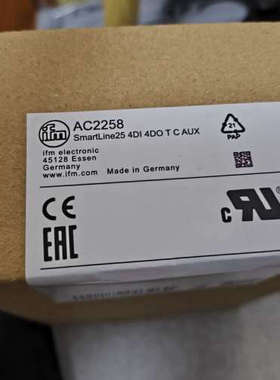 ifm
AC2258
SmartLine25 4DI 4DO T C AUX
ifm electronic
45128 Essen
Germany
www.ifm.com
Made in Germany
21
PAP
CE
EAC
c RU